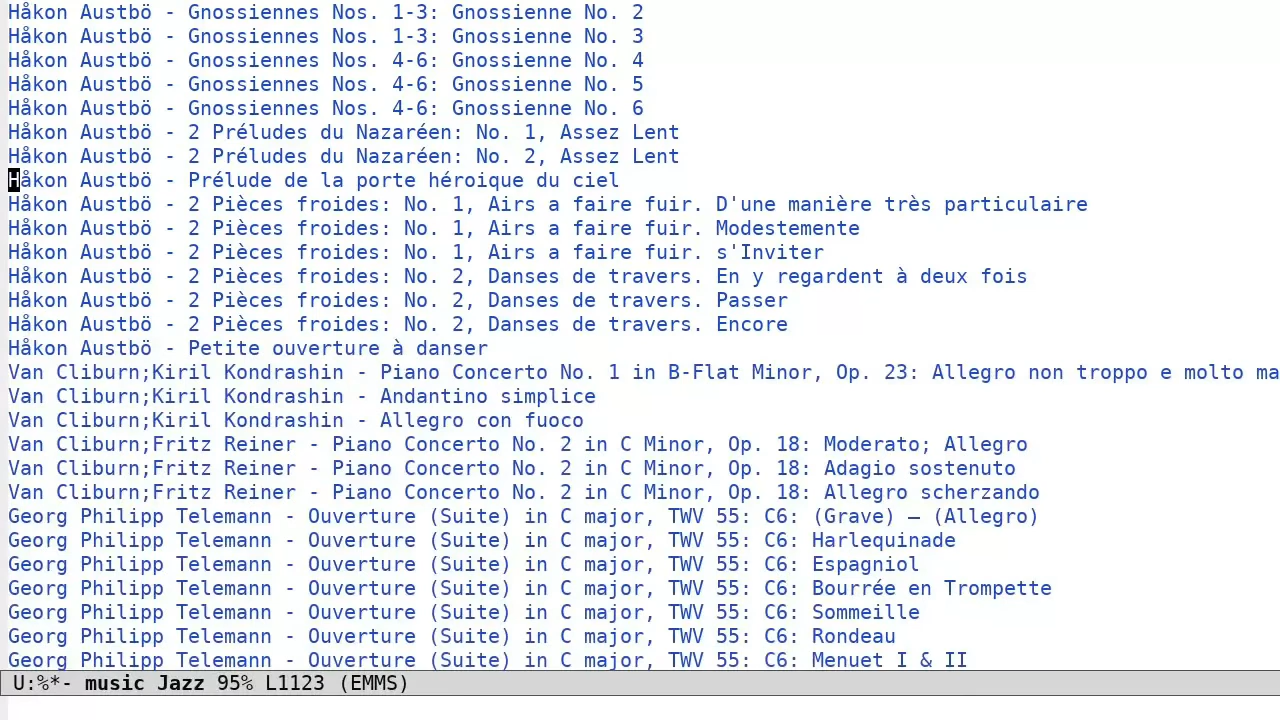 Håkon Austbö - Gnossiennes Nos. 1-3: Gnossienne No. 2
Håkon Austbö - Gnossiennes Nos. 1-3: Gnossienne No. 3
Håkon Austbö - Gnossiennes Nos. 4-6: Gnossienne No. 4
Håkon Austbö - Gnossiennes Nos. 4-6: Gnossienne No. 5
Håkon Austbö - Gnossiennes Nos. 4-6: Gnossienne No. 6
Håkon Austbö - 2 Préludes du Nazaréen: No. 1, Assez Lent
Håkon Austbö - 2 Préludes du Nazaréen: No. 2, Assez Lent
Håkon Austbö - Prélude de la porte héroique du ciel
Håkon Austbö - 2 Pièces froides: No. 1, Airs a faire fuir. D'une manière très particulaire
Håkon Austbö - 2 Pièces froides: No. 1, Airs a faire fuir. Modestemente
Håkon Austbö - 2 Pièces froides: No. 1, Airs a faire fuir. s'Inviter
Håkon Austbö - 2 Pièces froides: No. 2, Danses de travers. En y regardent à deux fois
Håkon Austbö - 2 Pièces froides: No. 2, Danses de travers. Passer
Håkon Austbö - 2 Pièces froides: No. 2, Danses de travers. Encore
Håkon Austbö - Petite ouverture à danser
Van Cliburn;Kiril Kondrashin - Piano Concerto No. 1 in B-Flat Minor, Op. 23: Allegro non troppo e molto ma
Van Cliburn;Kiril Kondrashin - Andantino simplice
Van Cliburn;Kiril Kondrashin - Allegro con fuoco
Van Cliburn;Fritz Reiner - Piano Concerto No. 2 in C Minor, Op. 18: Moderato; Allegro
Van Cliburn;Fritz Reiner - Piano Concerto No. 2 in C Minor, Op. 18: Adagio sostenuto
Van Cliburn;Fritz Reiner - Piano Concerto No. 2 in C Minor, Op. 18: Allegro scherzando
Georg Philipp Telemann - Ouverture (Suite) in C major, TWV 55: C6: (Grave) – (Allegro)
Georg Philipp Telemann - Ouverture (Suite) in C major, TWV 55: C6: Harlequinade
Georg Philipp Telemann - Ouverture (Suite) in C major, TWV 55: C6: Espagniol
Georg Philipp Telemann - Ouverture (Suite) in C major, TWV 55: C6: Bourrée en Trompette
Georg Philipp Telemann - Ouverture (Suite) in C major, TWV 55: C6: Sommeille
Georg Philipp Telemann - Ouverture (Suite) in C major, TWV 55: C6: Rondeau
Georg Philipp Telemann - Ouverture (Suite) in C major, TWV 55: C6: Menuet I & II
U:%*- music Jazz 95% L1123 (EMMS)